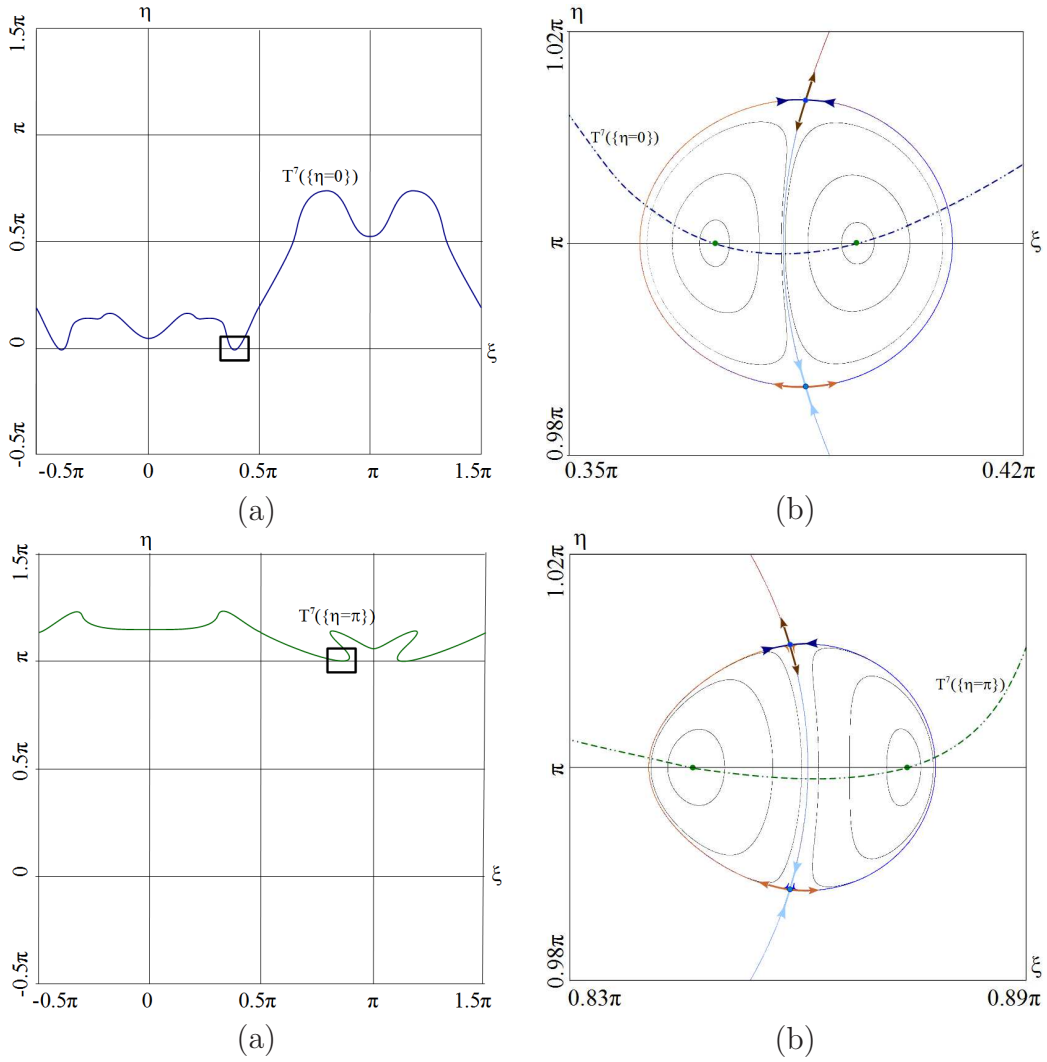 η
1.5π
π
0.5π
0
-0.5π
T⁷({η=0})
ξ
-0.5π
0
0.5π
π
1.5π
(a)
η
1.02π
π
0.98π
T⁷({η=0})
ξ
0.35π
0.42π
(b)
η
1.5π
π
0.5π
0
-0.5π
T⁷({η=π})
ξ
-0.5π
0
0.5π
π
1.5π
(a)
η
1.02π
π
0.98π
T⁷({η=π})
ξ
0.83π
0.89π
(b)